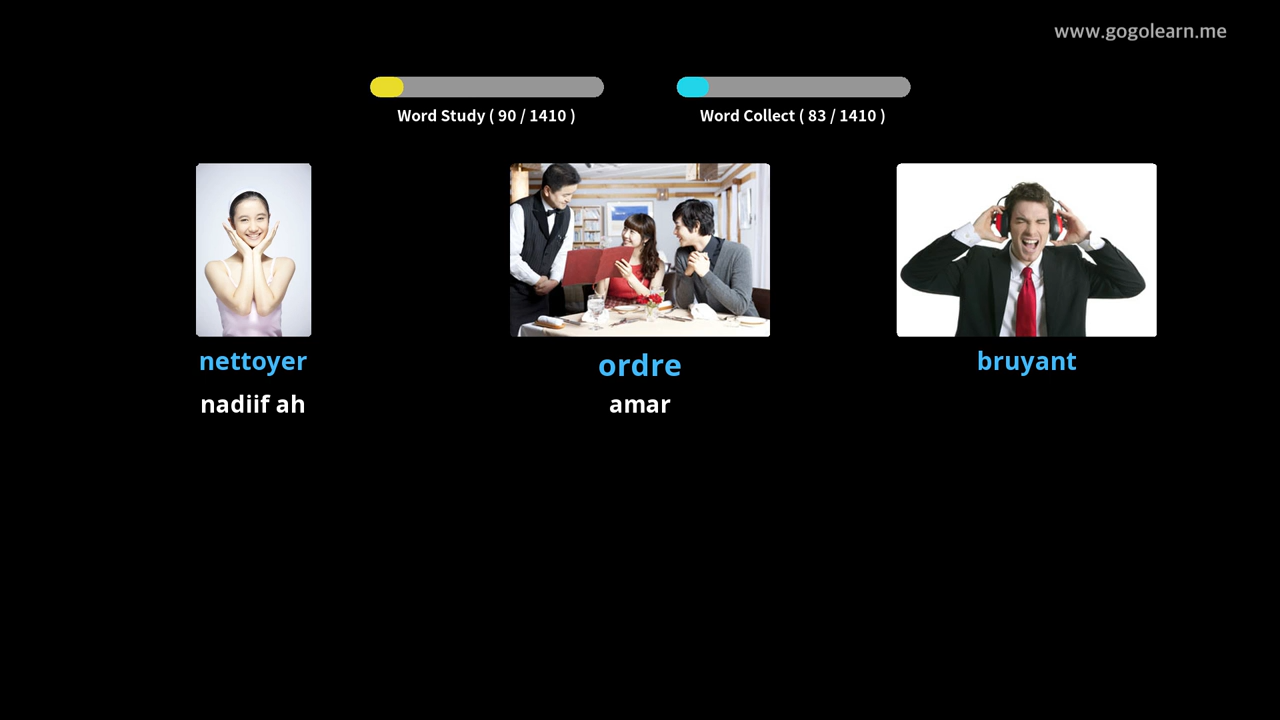 www.gogolearn.me
Word Study ( 90 / 1410 )
Word Collect ( 83 / 1410 )
nettoyer
nadiif ah
ordre
amar
bruyant